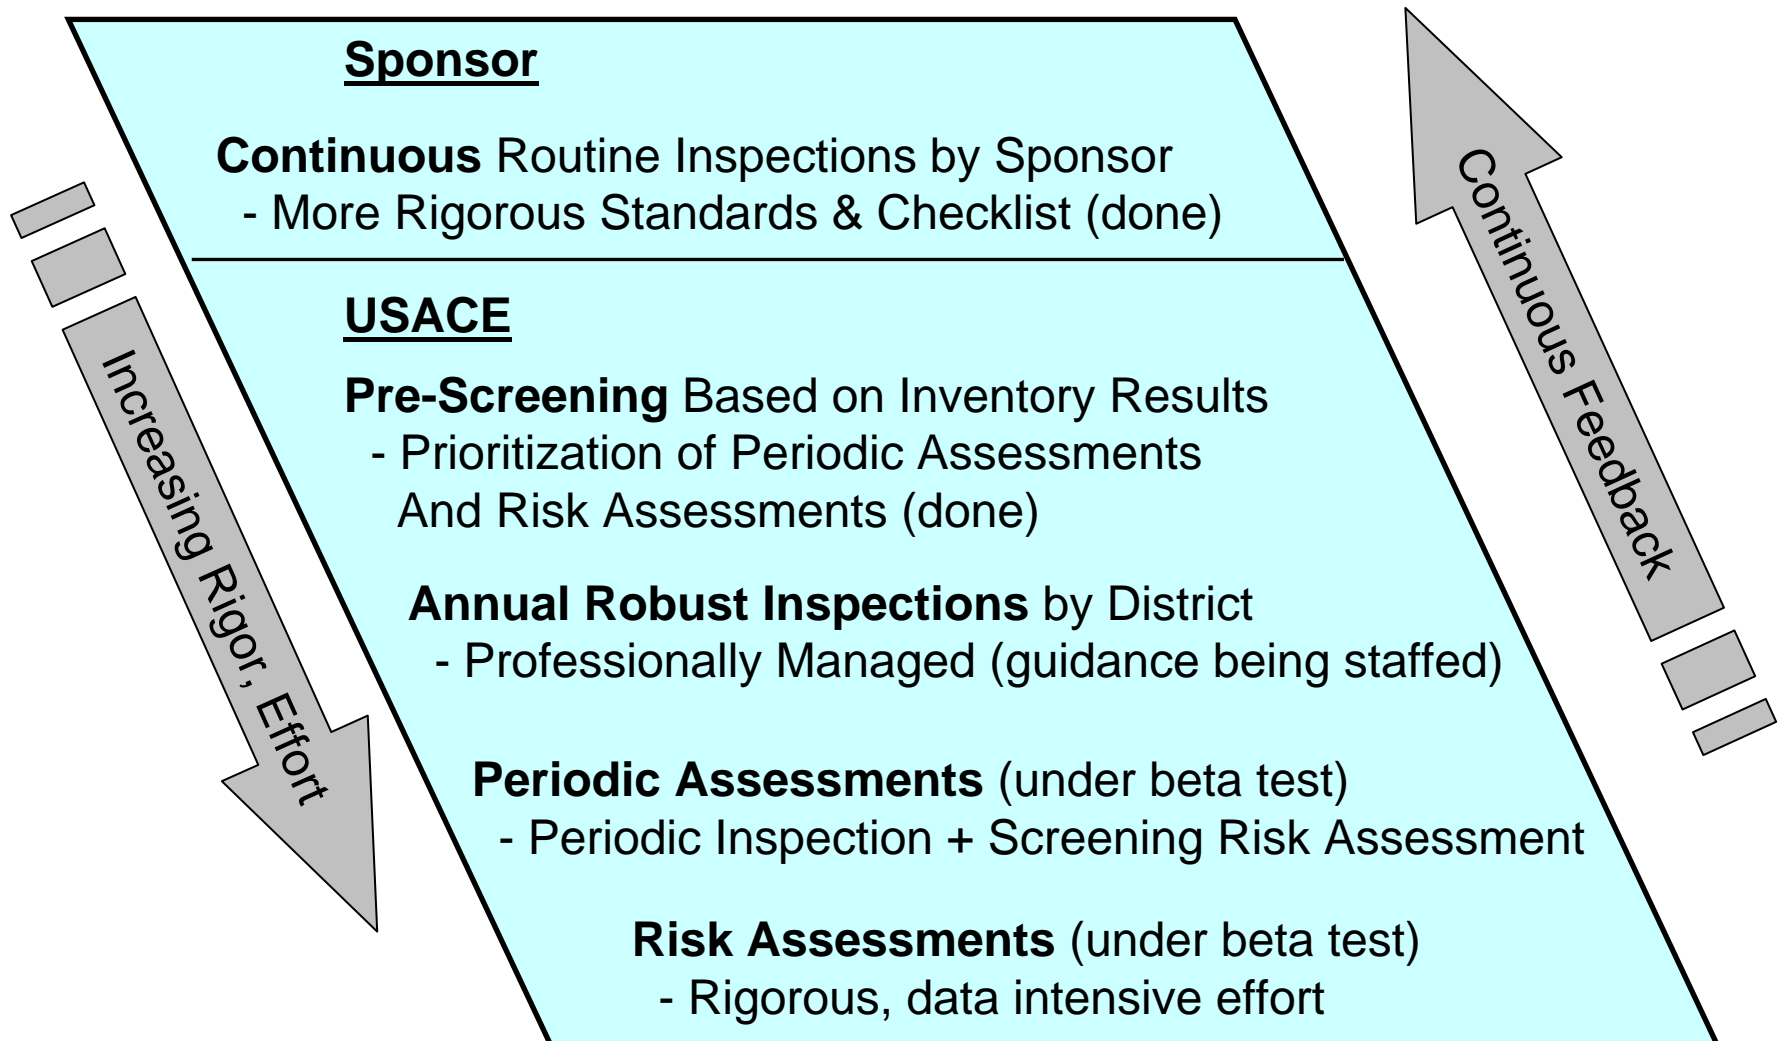 Sponsor
Continuous Routine Inspections by Sponsor
- More Rigorous Standards & Checklist (done)
USACE
Pre-Screening Based on Inventory Results
- Prioritization of Periodic Assessments
And Risk Assessments (done)
Annual Robust Inspections by District
- Professionally Managed (guidance being staffed)
Periodic Assessments (under beta test)
- Periodic Inspection + Screening Risk Assessment
Risk Assessments (under beta test)
- Rigorous, data intensive effort
Increasing Rigor, Effort
Continuous Feedback